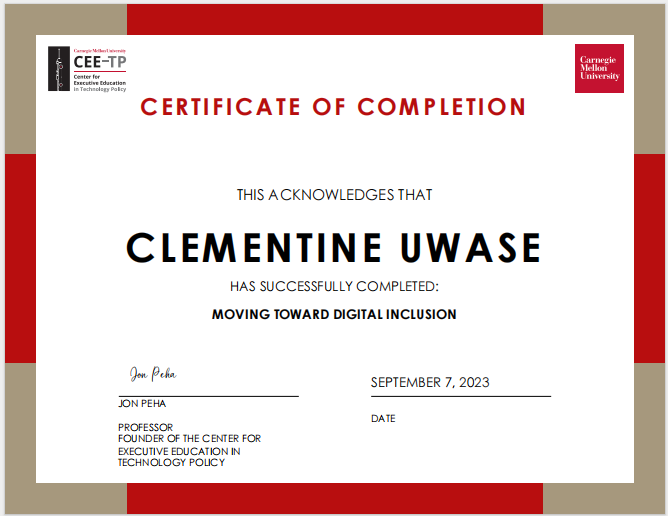 Carnegie Mellon University
CEE-TP
Center for
Executive Education
in Technology Policy
Carnegie
Mellon
University
CERTIFICATE OF COMPLETION
THIS ACKNOWLEDGES THAT
CLEMENTINE UWASE
HAS SUCCESSFULLY COMPLETED:
MOVING TOWARD DIGITAL INCLUSION
Jon Peha
SEPTEMBER 7, 2023
JON PEHA
DATE
PROFESSOR
FOUNDER OF THE CENTER FOR
EXECUTIVE EDUCATION IN
TECHNOLOGY POLICY